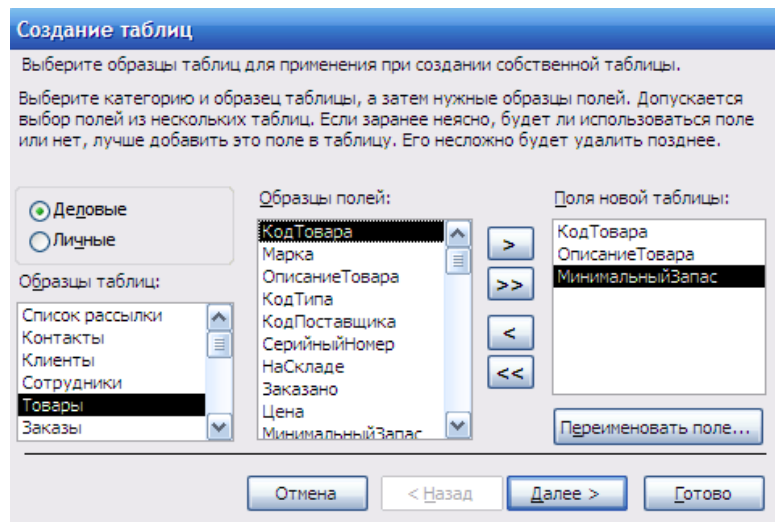 Создание таблиц
Выберите образцы таблиц для применения при создании собственной таблицы.
Выберите категорию и образец таблицы, а затем нужные образцы полей. Допускается
выбор полей из нескольких таблиц. Если заранее неясно, будет ли использоваться поле
или нет, лучше добавить это поле в таблицу. Его несложно будет удалить позднее.
Деловые
Личные
Образцы таблиц:
Список рассылки
Контакты
Клиенты
Сотрудники
Товары
Заказы
Образцы полей:
КодТовара
Марка
ОписаниеТовара
КодТипа
КодПоставщика
СерийныйНомер
НаСкладе
Заказано
Цена
МинимальныйЗапас
>
>>
<
<<
Поля новой таблицы:
КодТовара
ОписаниеТовара
МинимальныйЗапас
Переименовать поле...
Отмена
< Назад
Далее >
Готово